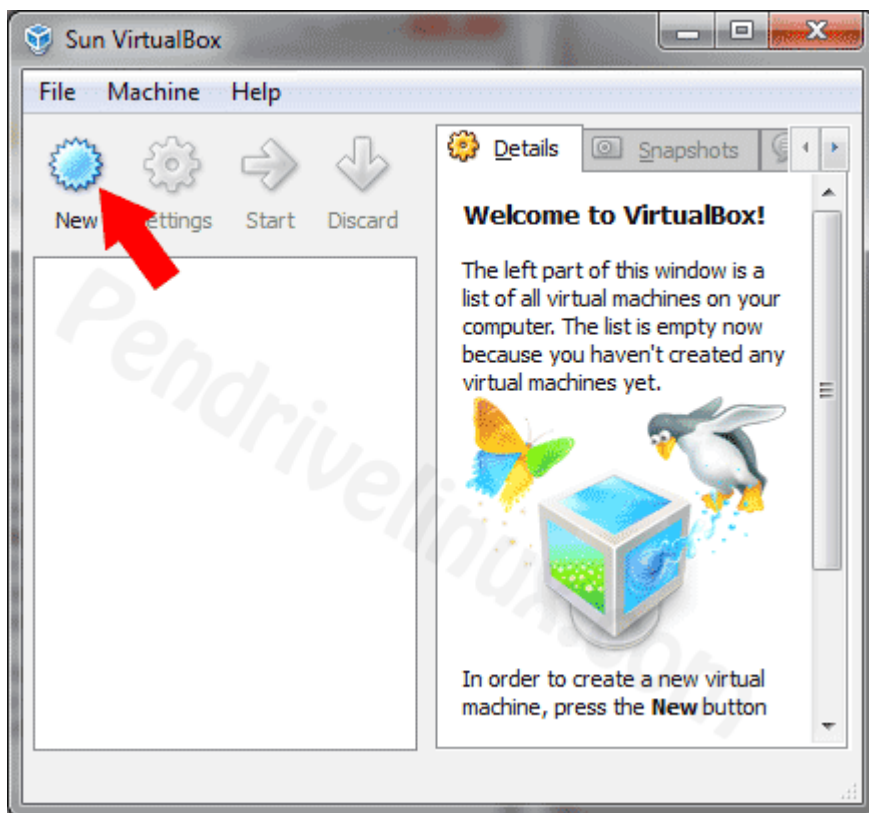 Sun VirtualBox
File Machine Help
New Settings Start Discard
Details Snapshots
Welcome to VirtualBox!
The left part of this window is a
list of all virtual machines on your
computer. The list is empty now
because you haven't created any
virtual machines yet.
In order to create a new virtual
machine, press the New button
Pendrivelinux.com